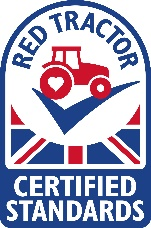 RED TRACTOR
CERTIFIED
STANDARDS